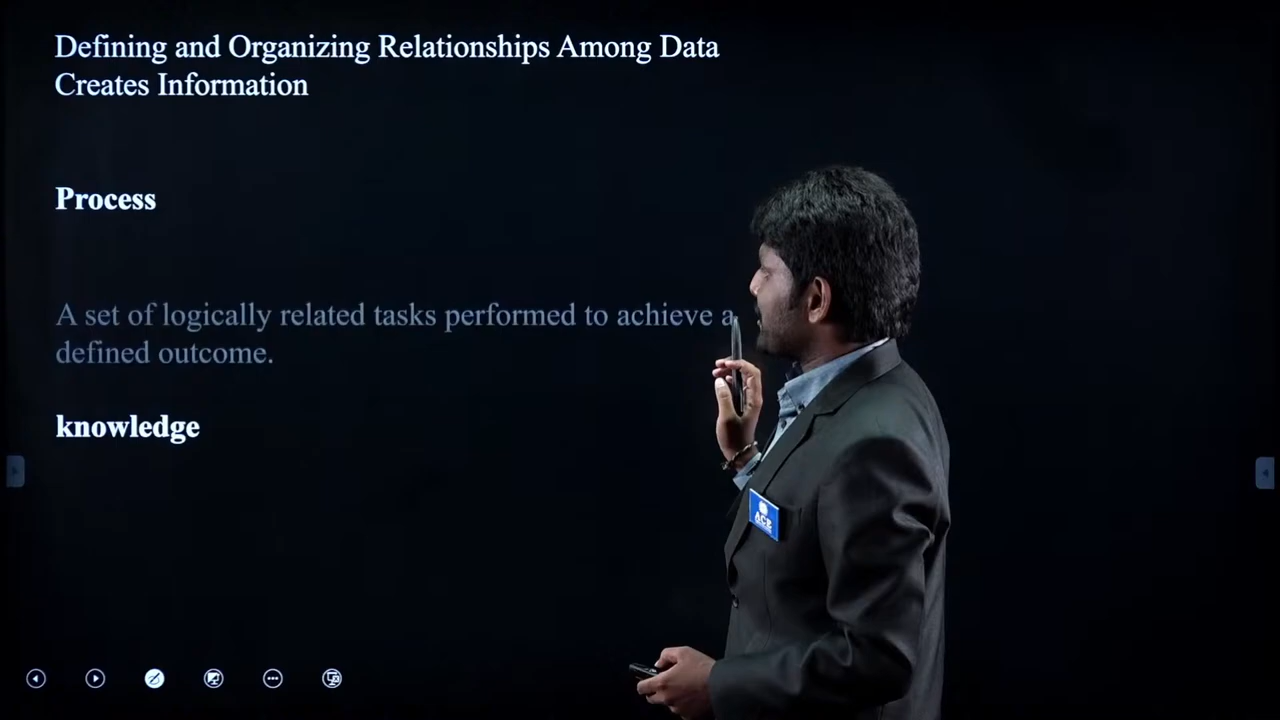 Defining and Organizing Relationships Among Data
Creates Information
Process
A set of logically related tasks performed to achieve a
defined outcome.
knowledge
ACE